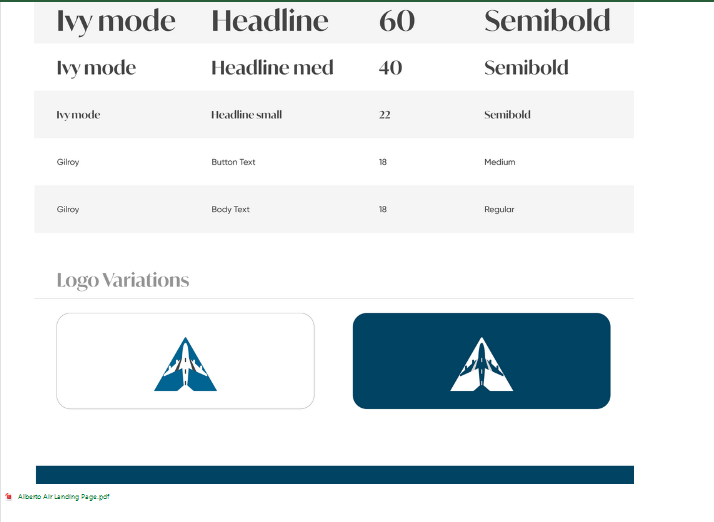 Ivy mode Headline 60 Semibold
Ivy mode Headline med 40 Semibold
Ivy mode Headline small 22 Semibold
Gilroy Button Text 18 Medium
Gilroy Body Text 18 Regular
Logo Variations
Alberto Air Landing Page.pdf